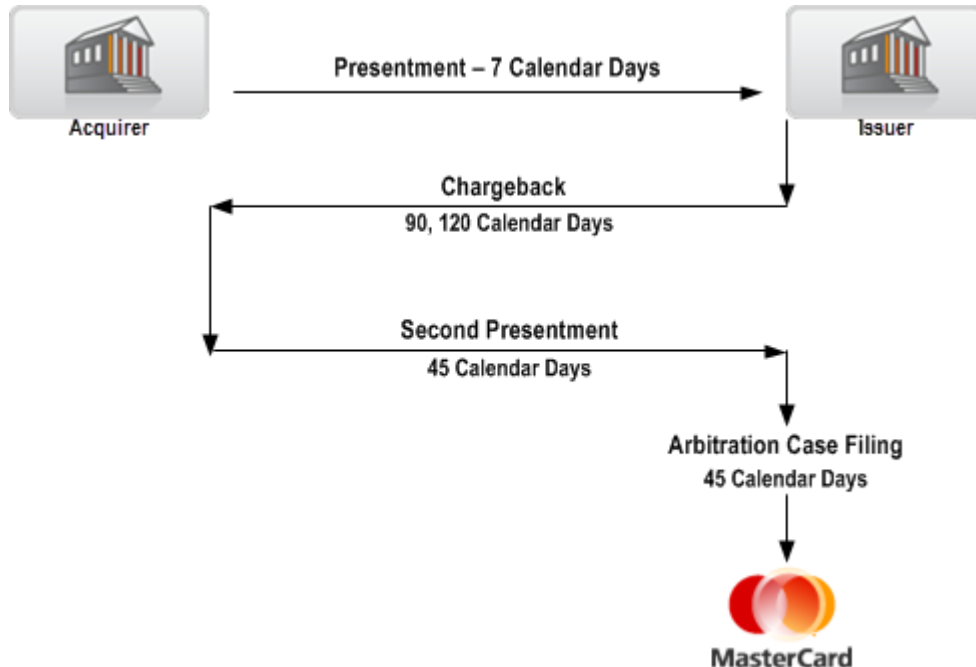 Presentment – 7 Calendar Days
Acquirer
Issuer
Chargeback
90, 120 Calendar Days
Second Presentment
45 Calendar Days
Arbitration Case Filing
45 Calendar Days
MasterCard